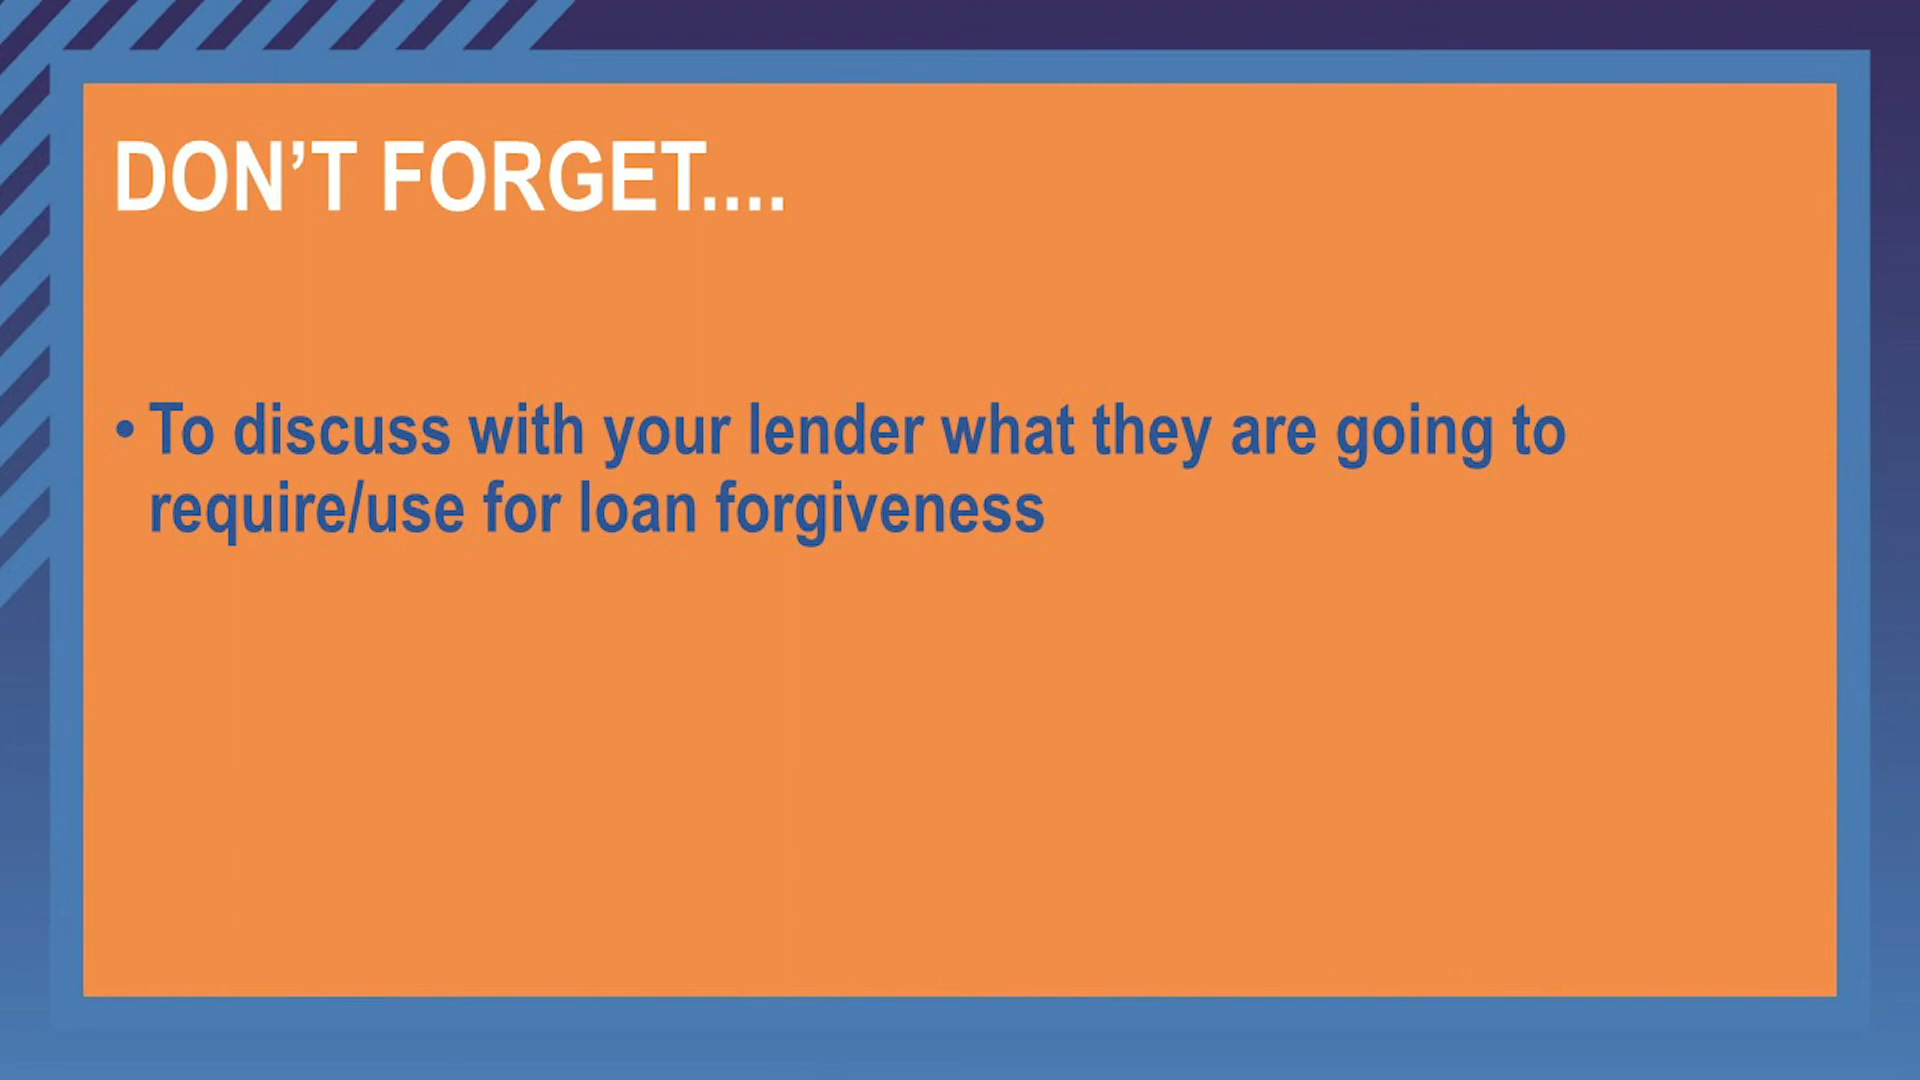 DON’T FORGET....
• To discuss with your lender what they are going to
require/use for loan forgiveness